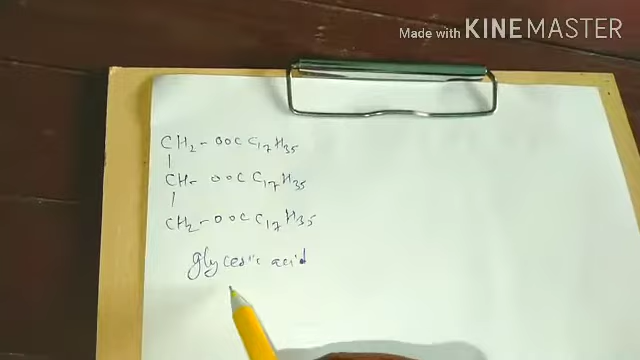 Made with KINEMASTER
CH₂ - OOC C₁₇H₃₅
|
CH - OOC C₁₇H₃₅
|
CH₂ - OOC C₁₇H₃₅
glyceric acid